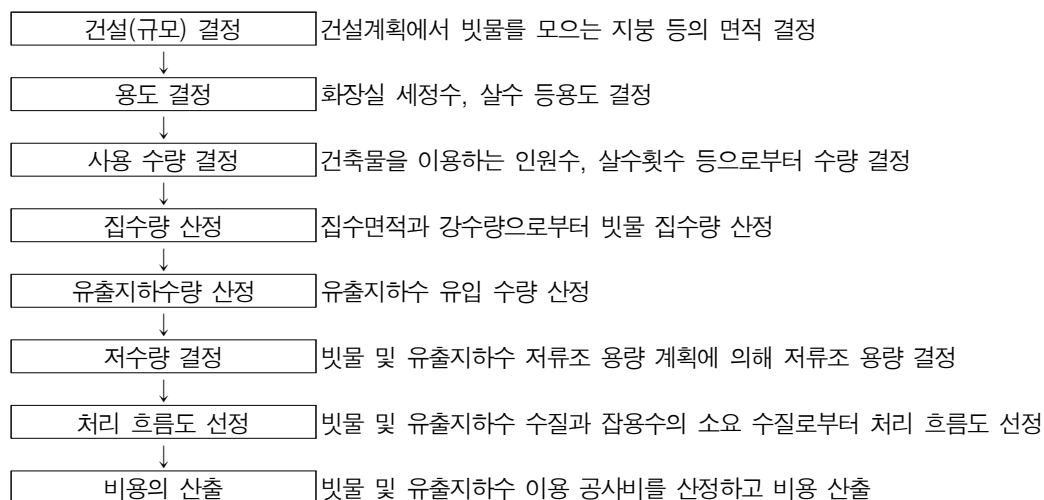 건설(규모) 결정 건설계획에서 빗물를 모으는 지붕 등의 면적 결정
↓
용도 결정 화장실 세정수, 살수 등용도 결정
↓
사용 수량 결정 건축물을 이용하는 인원수, 살수횟수 등으로부터 수량 결정
↓
집수량 산정 집수면적과 강수량으로부터 빗물 집수량 산정
↓
유출지하수량 산정 유출지하수 유입 수량 산정
↓
저수량 결정 빗물 및 유출지하수 저류조 용량 계획에 의해 저류조 용량 결정
↓
처리 흐름도 선정 빗물 및 유출지하수 수질과 잡용수의 소요 수질로부터 처리 흐름도 선정
↓
비용의 산출 빗물 및 유출지하수 이용 공사비를 산정하고 비용 산출